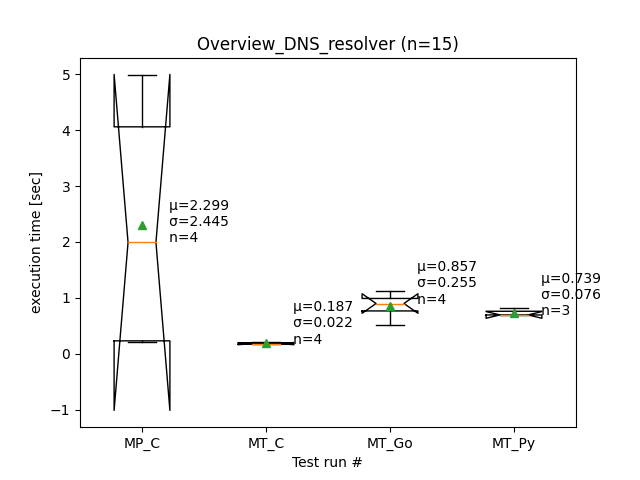 Overview_DNS_resolver (n=15)
execution time [sec]
5
4
3
2
1
0
−1
μ=2.299
σ=2.445
n=4
μ=0.187
σ=0.022
n=4
μ=0.857
σ=0.255
n=4
μ=0.739
σ=0.076
n=3
MP_C
MT_C
MT_Go
MT_Py
Test run #